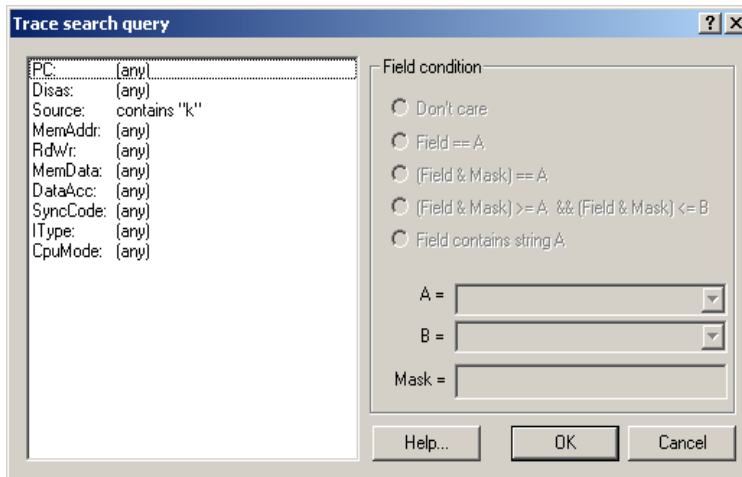 Trace search query
PC: (any)
Disas: (any)
Source: contains "k"
MemAddr: (any)
RdWr: (any)
MemData: (any)
DataAcc: (any)
SyncCode: (any)
IType: (any)
CpuMode: (any)
Field condition
Don't care
Field == A
(Field & Mask) == A
(Field & Mask) >= A && (Field & Mask) <= B
Field contains string A
A =
B =
Mask =
Help... OK Cancel